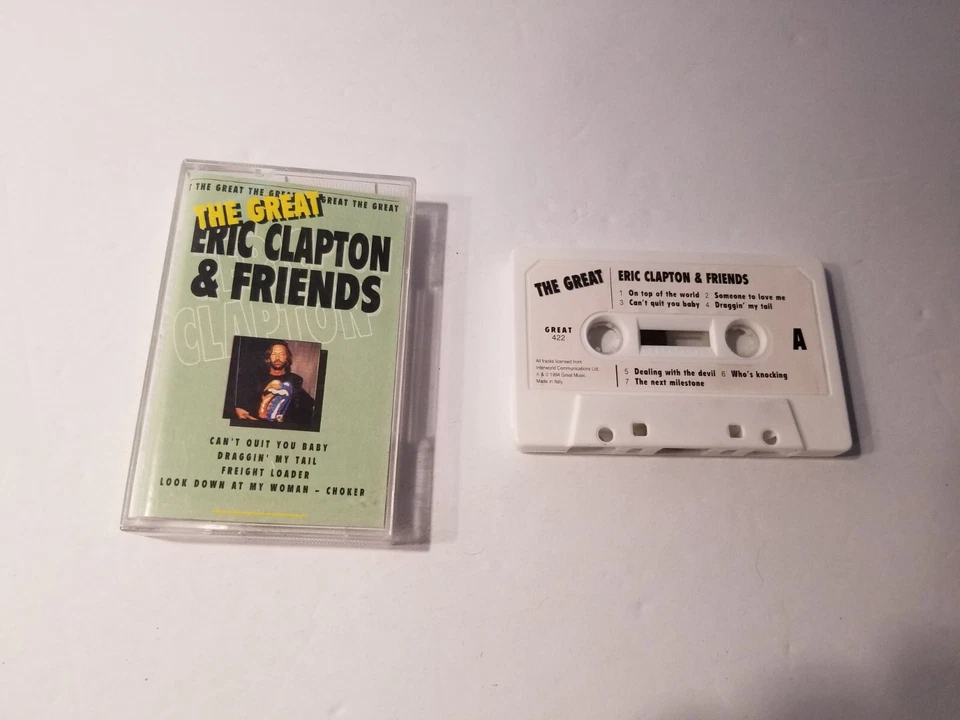 THE GREAT THE GREAT GREAT THE GREAT
THE GREAT
ERIC CLAPTON
& FRIENDS
CLAPTON
CAN'T QUIT YOU BABY
DRAGGIN' MY TAIL
FREIGHT LOADER
LOOK DOWN AT MY WOMAN – CHOKER
THE GREAT
ERIC CLAPTON & FRIENDS
1 On top of the world 2 Someone to love me
3 Can't quit you baby 4 Draggin' my tail
GREAT
422
A
All tracks licensed from
Interworld Communications Ltd.
℗ & © 1994 Great Music.
Made in Italy
5 Dealing with the devil 6 Who's knocking
7 The next milestone